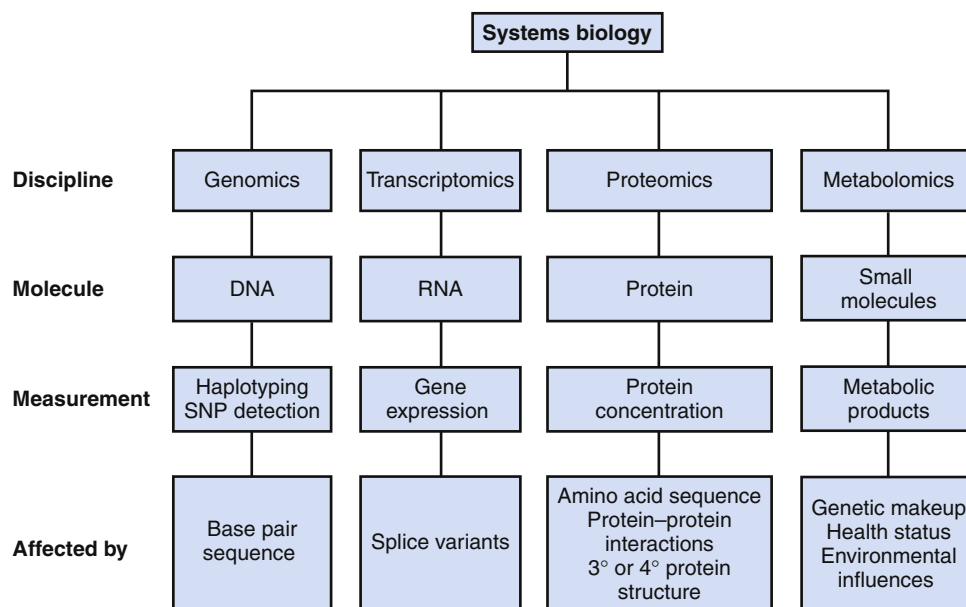 Systems biology
Discipline
Genomics
Transcriptomics
Proteomics
Metabolomics
Molecule
DNA
RNA
Protein
Small
molecules
Measurement
Haplotyping
SNP detection
Gene
expression
Protein
concentration
Metabolic
products
Affected by
Base pair
sequence
Splice variants
Amino acid sequence
Protein–protein
interactions
3° or 4° protein
structure
Genetic makeup
Health status
Environmental
influences